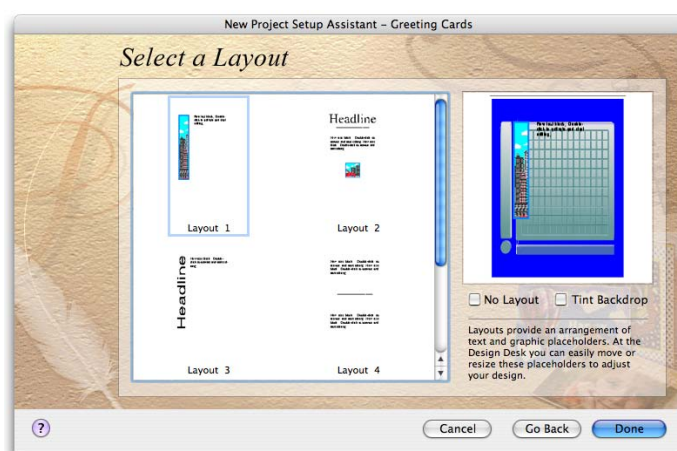 New Project Setup Assistant – Greeting Cards
Select a Layout
Layout 1
Headline
Layout 2
Headline
Layout 3
Layout 4
No Layout
Tint Backdrop
Layouts provide an arrangement of
text and graphic placeholders. At the
Design Desk you can easily move or
resize these placeholders to adjust
your design.
?
Cancel
Go Back
Done